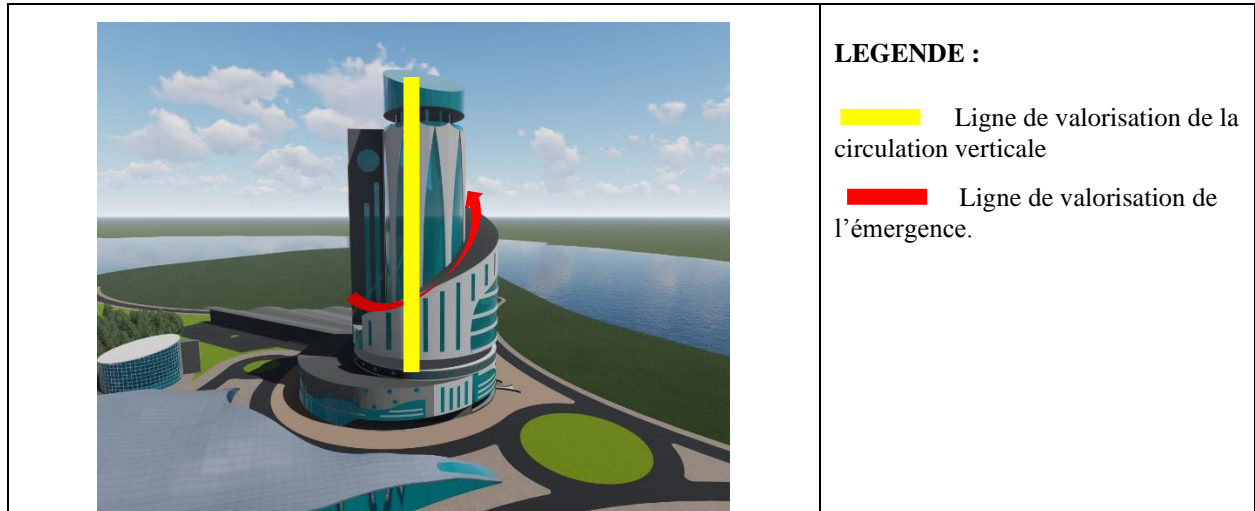 LEGENDE :
Ligne de valorisation de la
circulation verticale
Ligne de valorisation de
l’émergence.